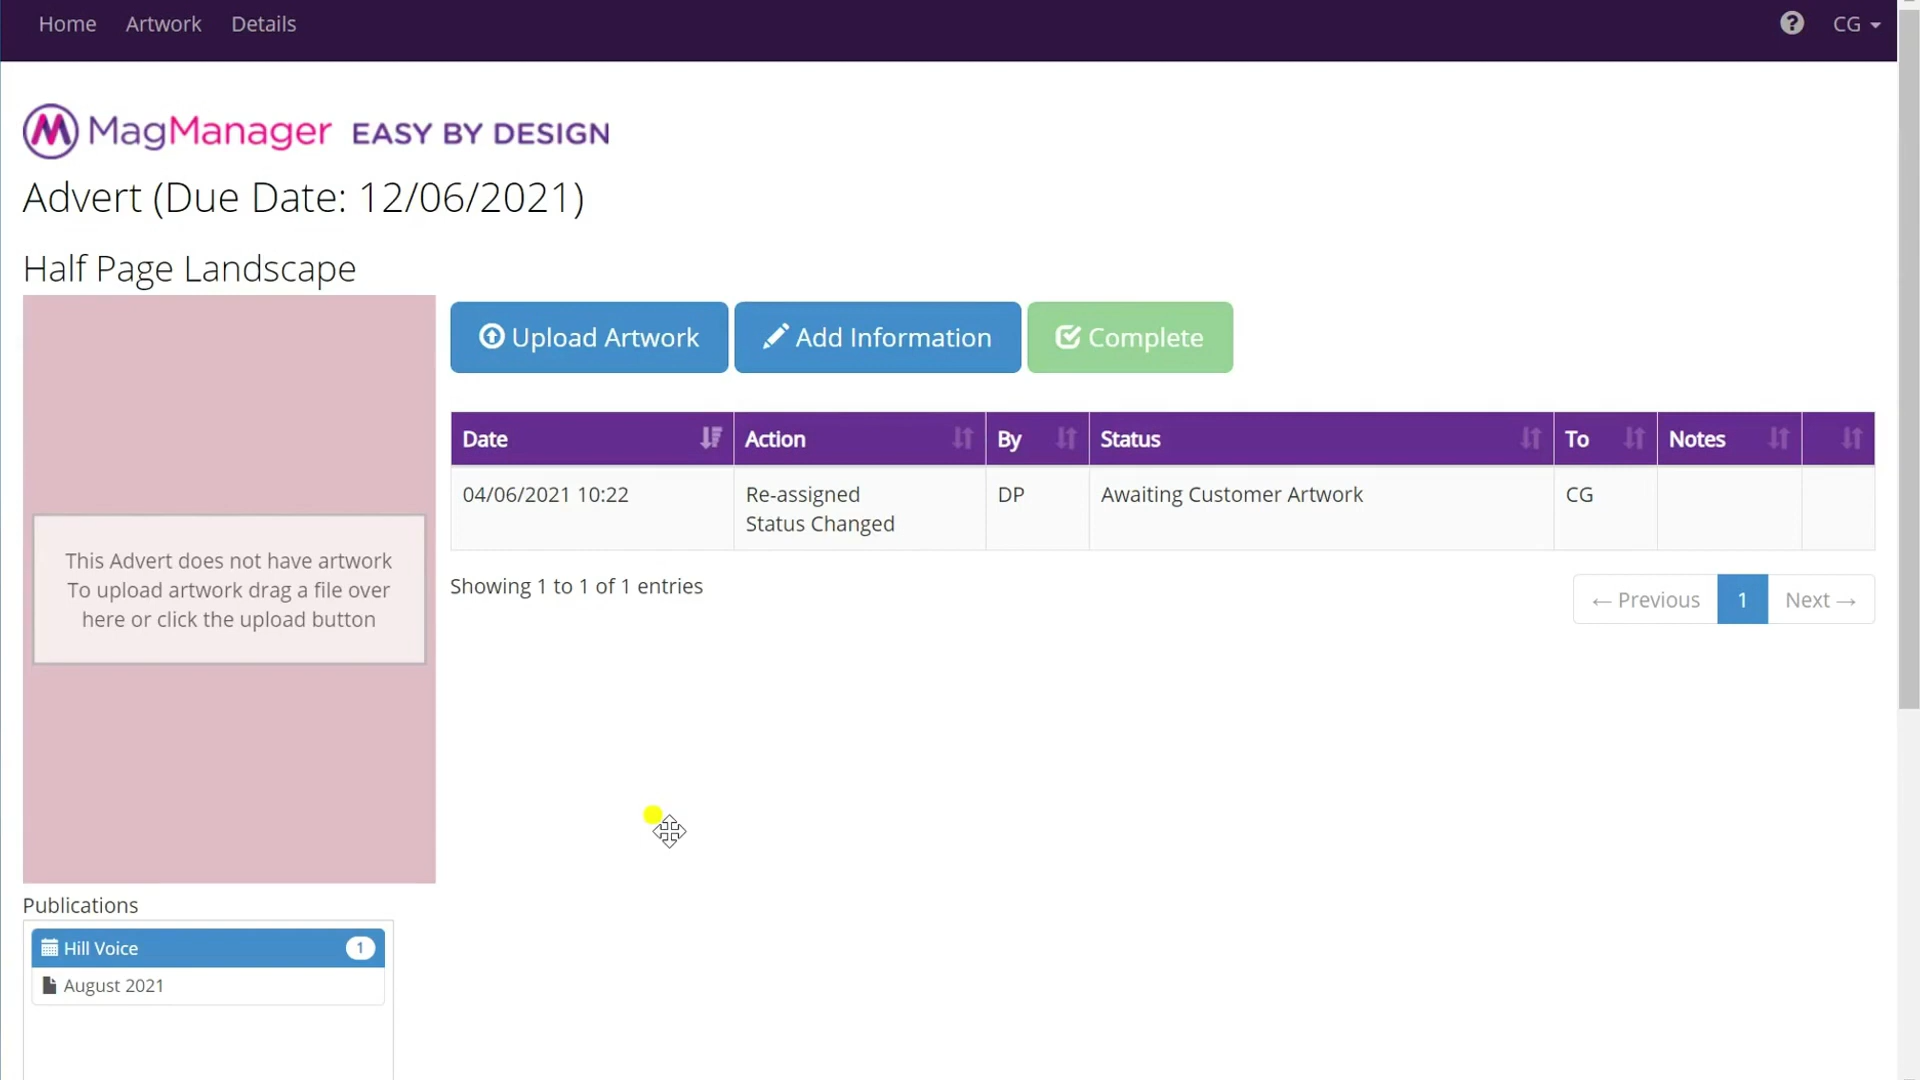 Home Artwork Details CG
MagManager EASY BY DESIGN
Advert (Due Date: 12/06/2021)
Half Page Landscape
Upload Artwork Add Information Complete
Date Action By Status To Notes
04/06/2021 10:22 Re-assigned DP Awaiting Customer Artwork CG
Status Changed
This Advert does not have artwork
To upload artwork drag a file over
here or click the upload button
Showing 1 to 1 of 1 entries
← Previous 1 Next →
Publications
Hill Voice 1
August 2021